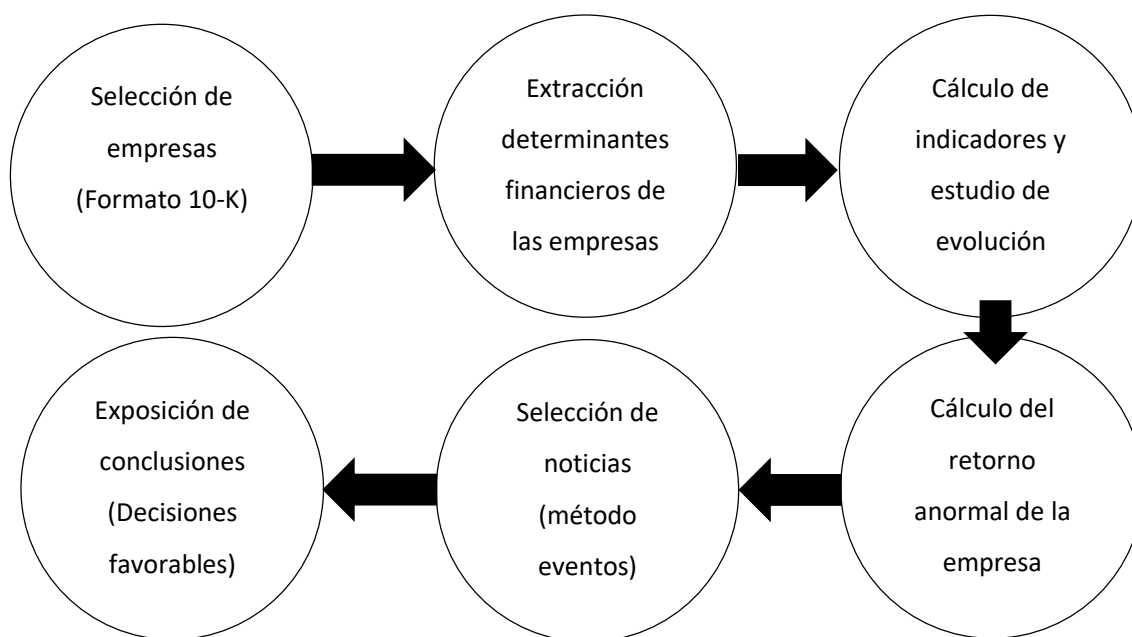 Selección de
empresas
(Formato 10-K)
Extracción
determinantes
financieros de
las empresas
Cálculo de
indicadores y
estudio de
evolución
Cálculo del
retorno
anormal de la
empresa
Selección de
noticias
(método
eventos)
Exposición de
conclusiones
(Decisiones
favorables)